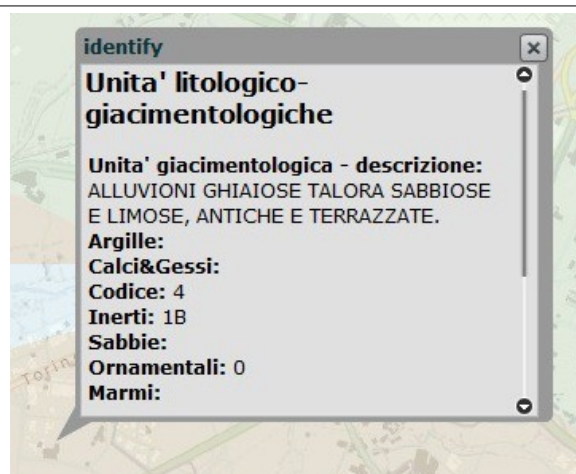 identify
Unita' litologico-
giacimentologiche
Unita' giacimentologica - descrizione:
ALLUVIONI GHIAIOSE TALORA SABBIOSE
E LIMOSE, ANTICHE E TERRAZZATE.
Argille:
Calci&Gessi:
Codice: 4
Inerti: 1B
Sabbie:
Ornamentali: 0
Marmi:
Torino